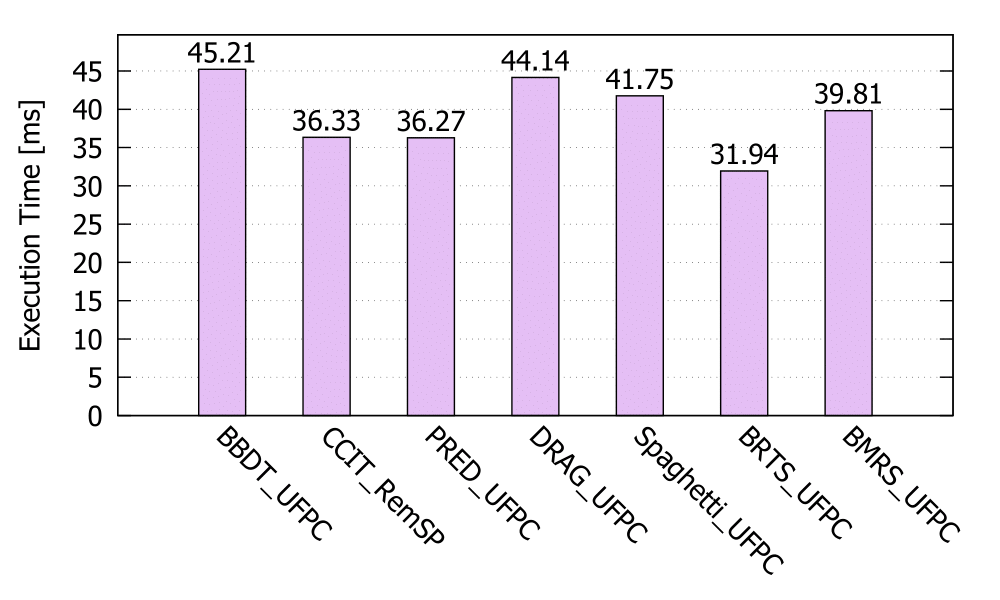 Execution Time [ms]
45
40
35
30
25
20
15
10
5
0
45.21
36.33
36.27
44.14
41.75
31.94
39.81
BBDT_UFPC
CCIT_RemSP
PRED_UFPC
DRAG_UFPC
Spaghetti_UFPC
BRTS_UFPC
BMRS_UFPC